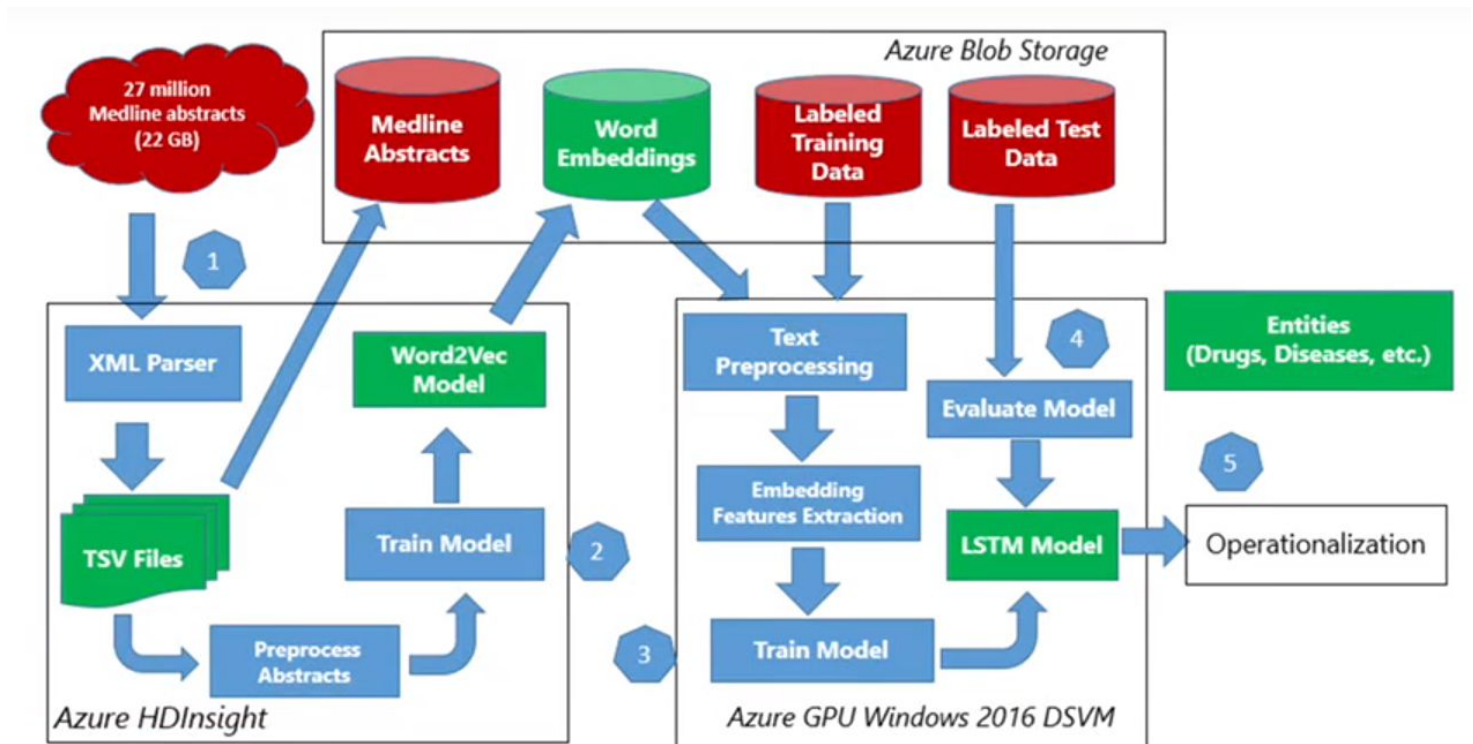 Azure Blob Storage
27 million
Medline abstracts
(22 GB)
Medline
Abstracts
Word
Embeddings
Labeled
Training
Data
Labeled Test
Data
1
XML Parser
Word2Vec
Model
TSV Files
Train Model
2
Preprocess
Abstracts
Azure HDInsight
Text
Preprocessing
4
Evaluate Model
Embedding
Features Extraction
LSTM Model
3
Train Model
Azure GPU Windows 2016 DSVM
Entities
(Drugs, Diseases, etc.)
5
Operationalization